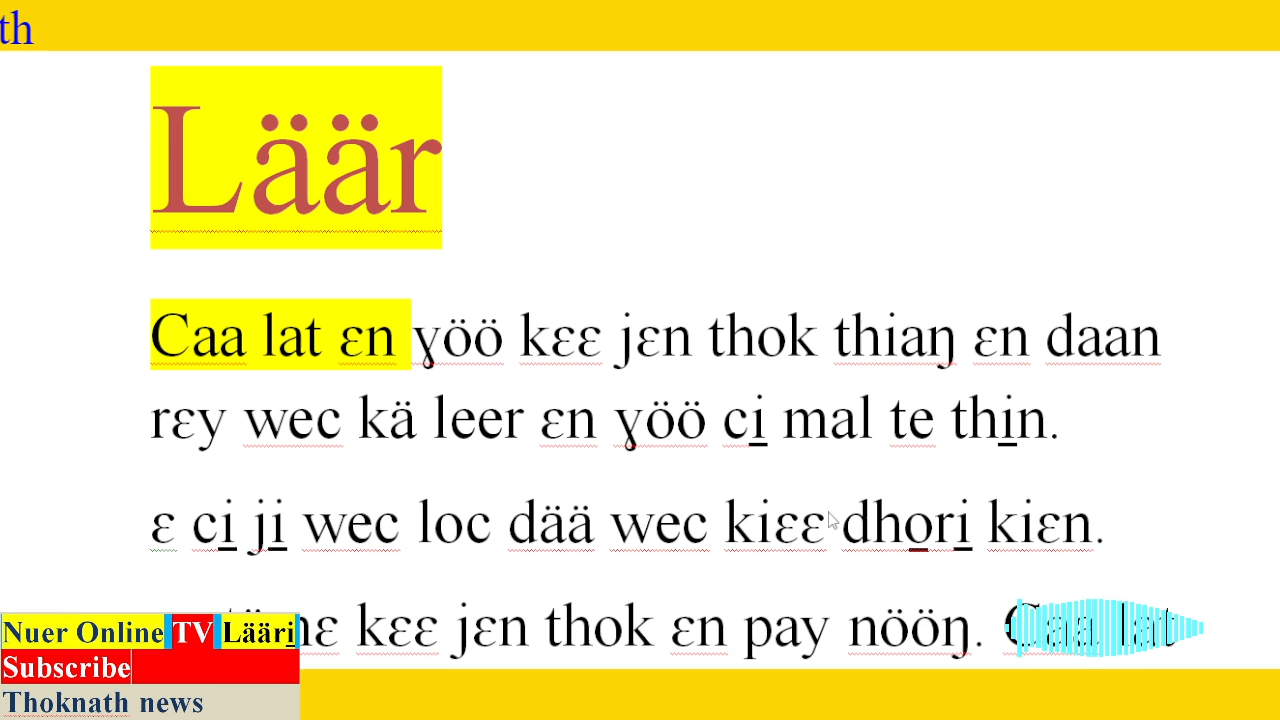 th
Läär
Caa lat ɛn ɣöö kɛɛ jɛn thok thiaŋ ɛn daan
rɛy wec kä leer ɛn ɣöö ci̱ mal te thi̱n.
ɛ ci̱ ji̱ wec loc dää wec kiɛɛ dho̱ri̱ kiɛn.
kɛɛ jɛn thok ɛn pay nööŋ. Caa lat
Nuer Online TV Lääri̱
Subscribe
Thoknath news